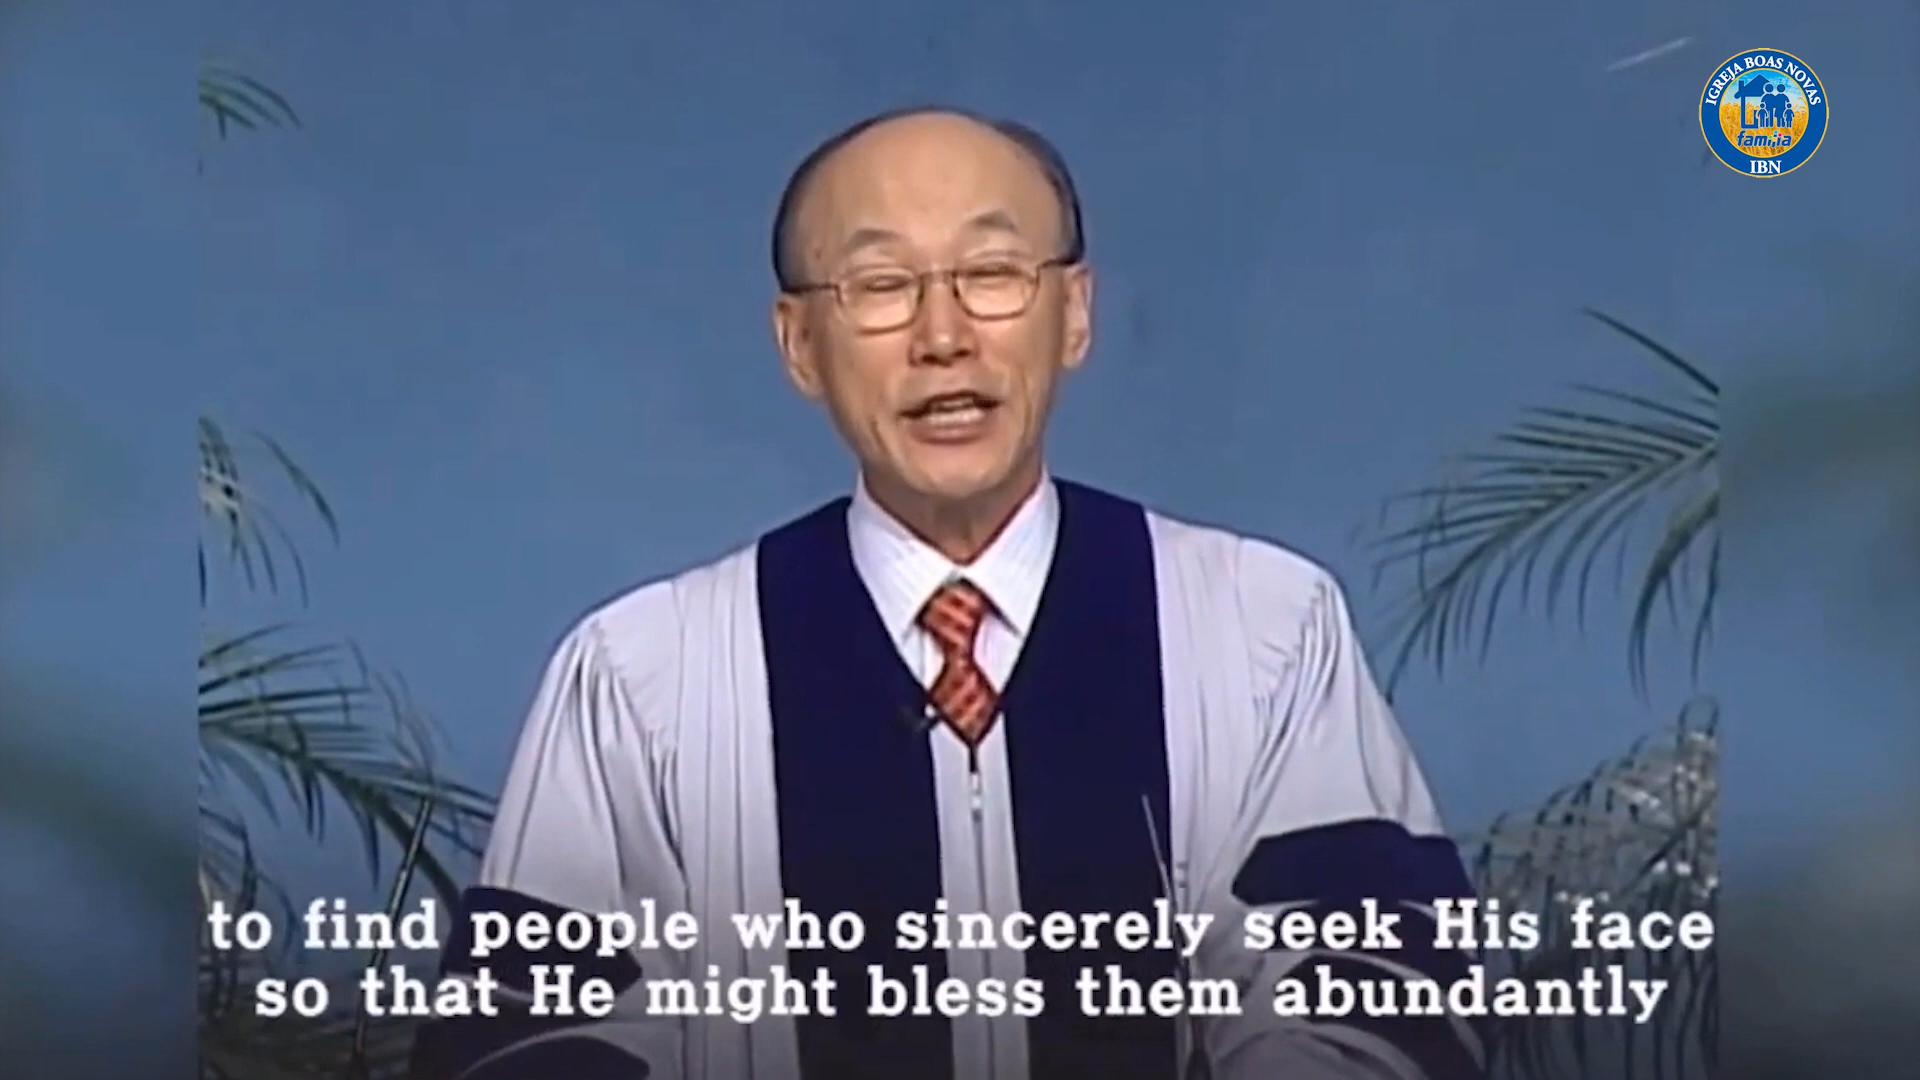 IGREJA BOAS NOVAS
família
IBN
to find people who sincerely seek His face
so that He might bless them abundantly